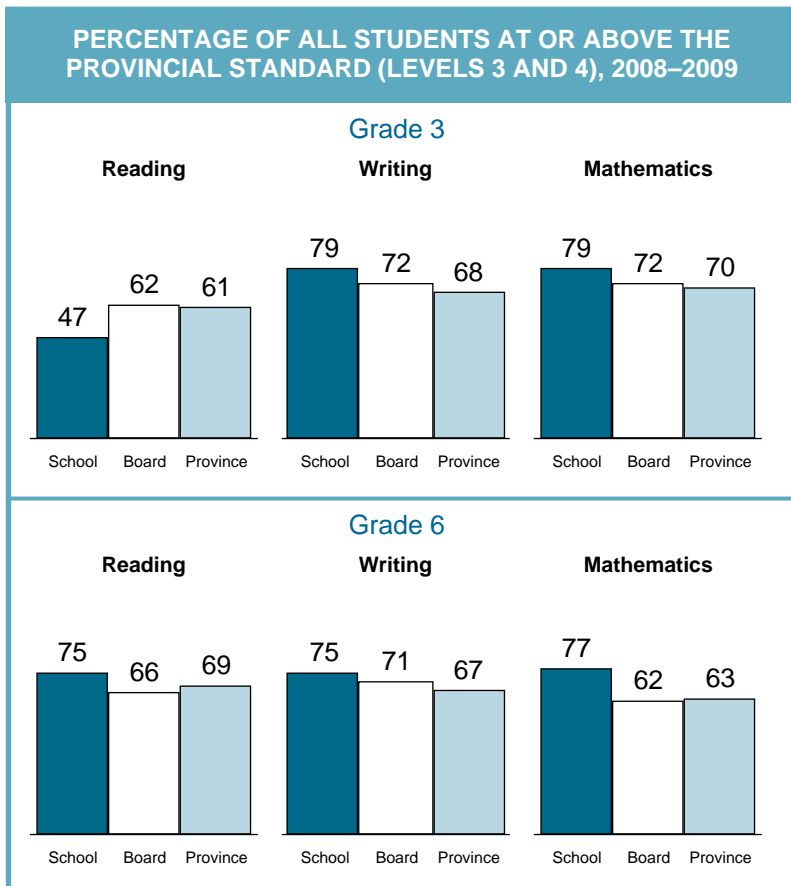 PERCENTAGE OF ALL STUDENTS AT OR ABOVE THE
PROVINCIAL STANDARD (LEVELS 3 AND 4), 2008–2009
Grade 3
Reading Writing Mathematics
47 62 61 79 72 68 79 72 70
School Board Province School Board Province School Board Province
Grade 6
Reading Writing Mathematics
75 66 69 75 71 67 77 62 63
School Board Province School Board Province School Board Province